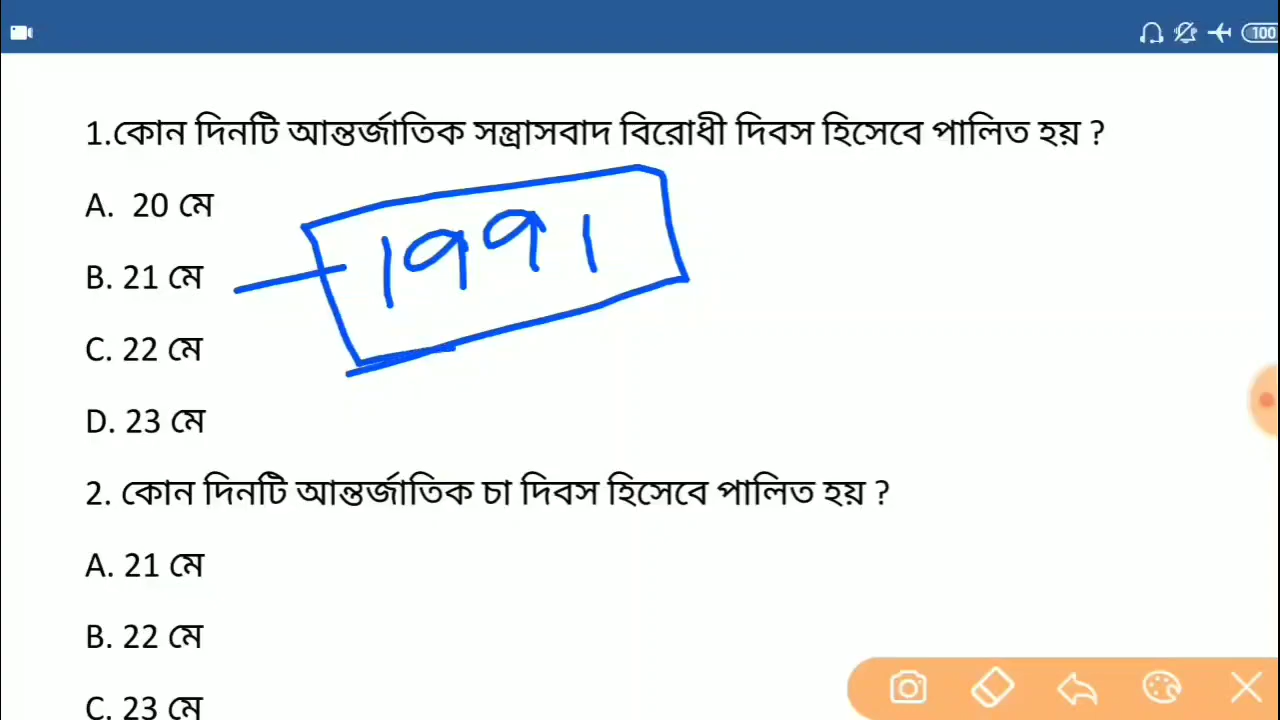 100
1.কোন দিনটি আন্তর্জাতিক সন্ত্রাসবাদ বিরোধী দিবস হিসেবে পালিত হয় ?
A. 20 মে
B. 21 মে
1991
C. 22 মে
D. 23 মে
2. কোন দিনটি আন্তর্জাতিক চা দিবস হিসেবে পালিত হয় ?
A. 21 মে
B. 22 মে
C. 23 মে